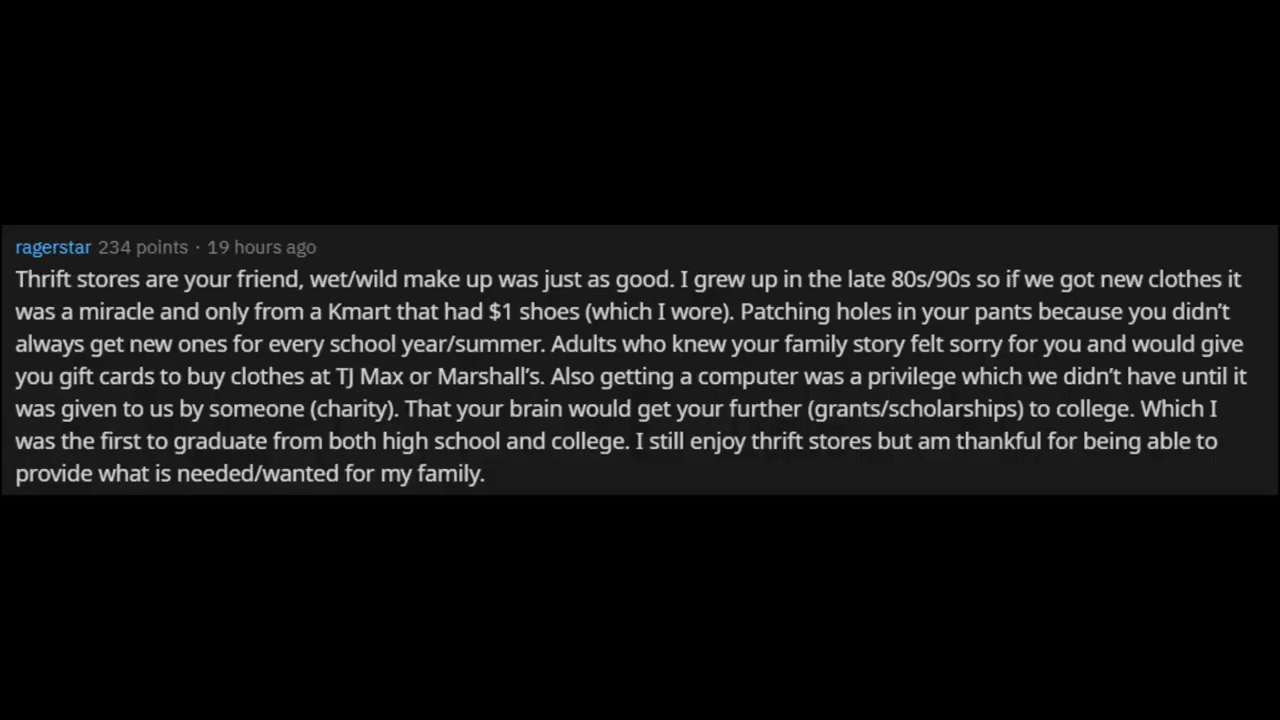 ragerstar 234 points · 19 hours ago
Thrift stores are your friend, wet/wild make up was just as good. I grew up in the late 80s/90s so if we got new clothes it
was a miracle and only from a Kmart that had $1 shoes (which I wore). Patching holes in your pants because you didn’t
always get new ones for every school year/summer. Adults who knew your family story felt sorry for you and would give
you gift cards to buy clothes at TJ Max or Marshall’s. Also getting a computer was a privilege which we didn’t have until it
was given to us by someone (charity). That your brain would get your further (grants/scholarships) to college. Which I
was the first to graduate from both high school and college. I still enjoy thrift stores but am thankful for being able to
provide what is needed/wanted for my family.